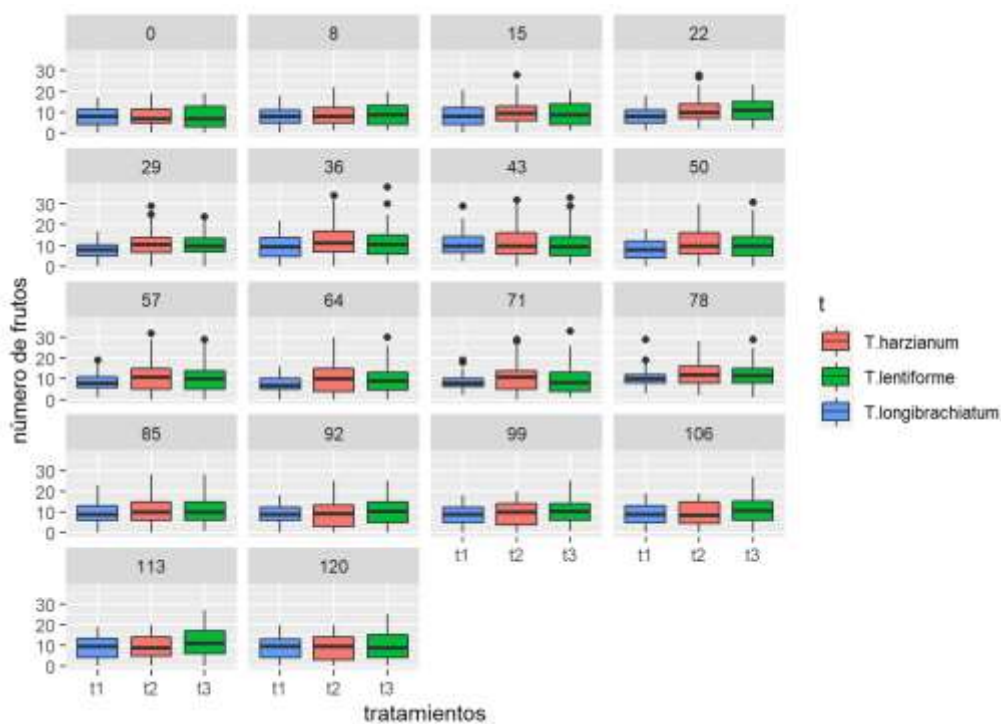 0 8 15 22
30
20
10
0
29 36 43 50
30
20
10
0
57 64 71 78
30
20
10
0
85 92 99 106
30
20
10
0
t1 t2 t3 t1 t2 t3
113 120
30
20
10
0
t1 t2 t3 t1 t2 t3
tratamientos
número de frutos
t
T.harzianum
T.lentiforme
T.longibrachiatum